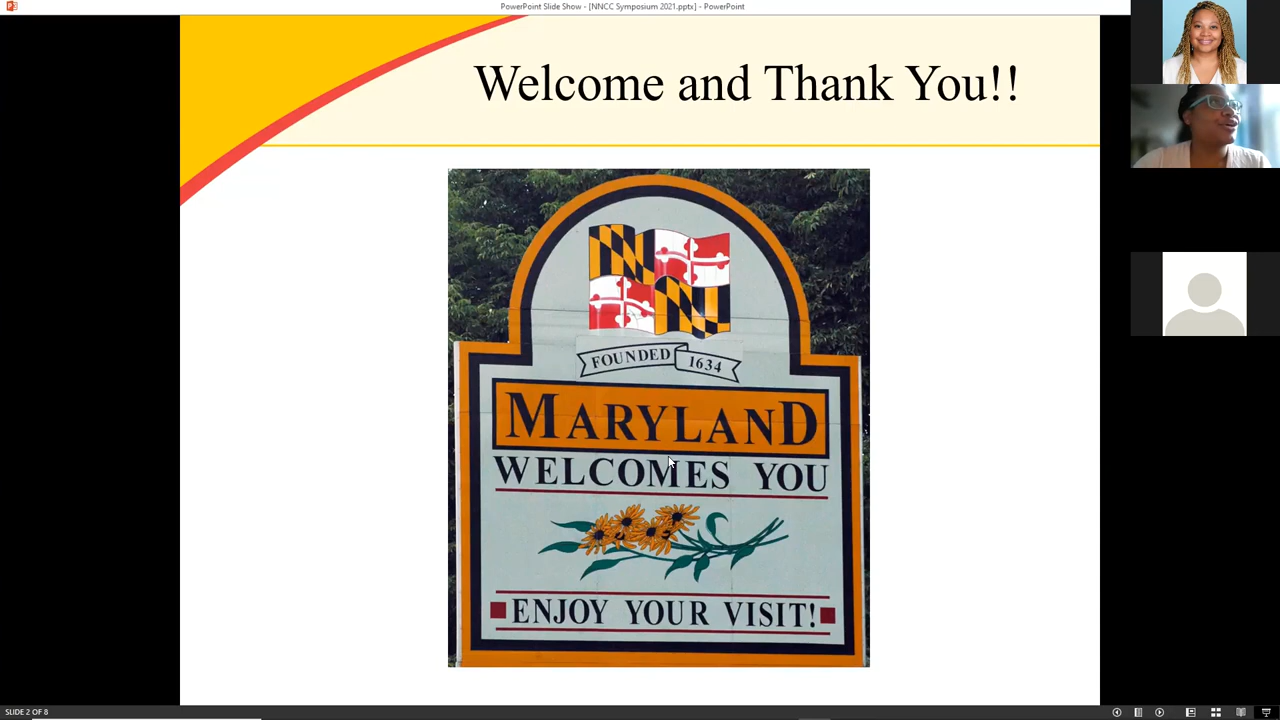 PowerPoint Slide Show - [NNCC Symposium 2021.pptx] - PowerPoint
Welcome and Thank You!!
FOUNDED 1634
MARYLAND
WELCOMES YOU
ENJOY YOUR VISIT!
SLIDE 2 OF 8